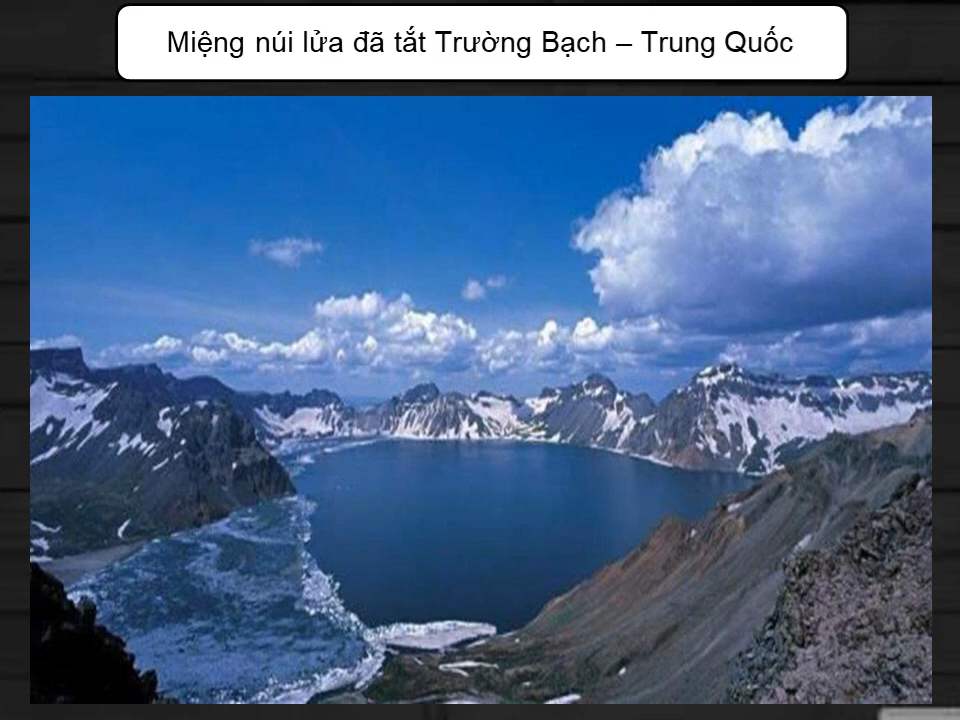 Miệng núi lửa đã tắt Trường Bạch – Trung Quốc